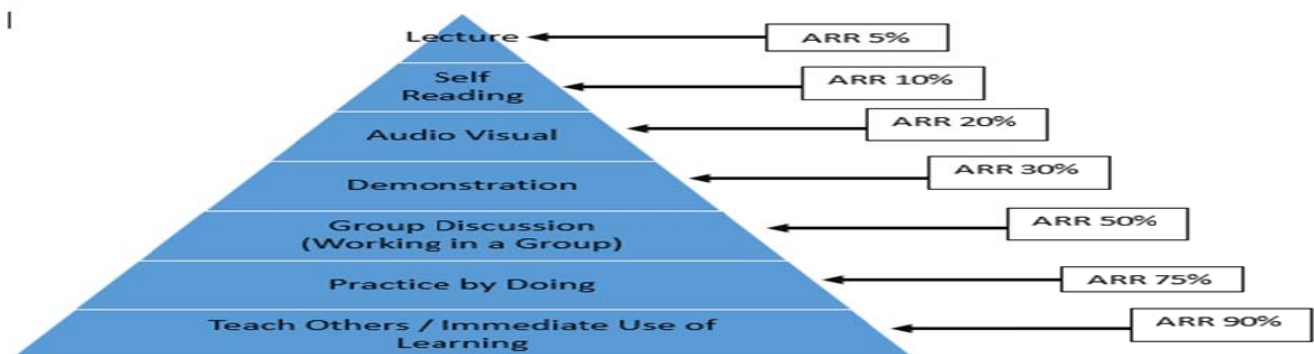 Lecture
ARR 5%
Self
Reading
ARR 10%
Audio Visual
ARR 20%
Demonstration
ARR 30%
Group Discussion
(Working in a Group)
ARR 50%
Practice by Doing
ARR 75%
Teach Others / Immediate Use of
Learning
ARR 90%